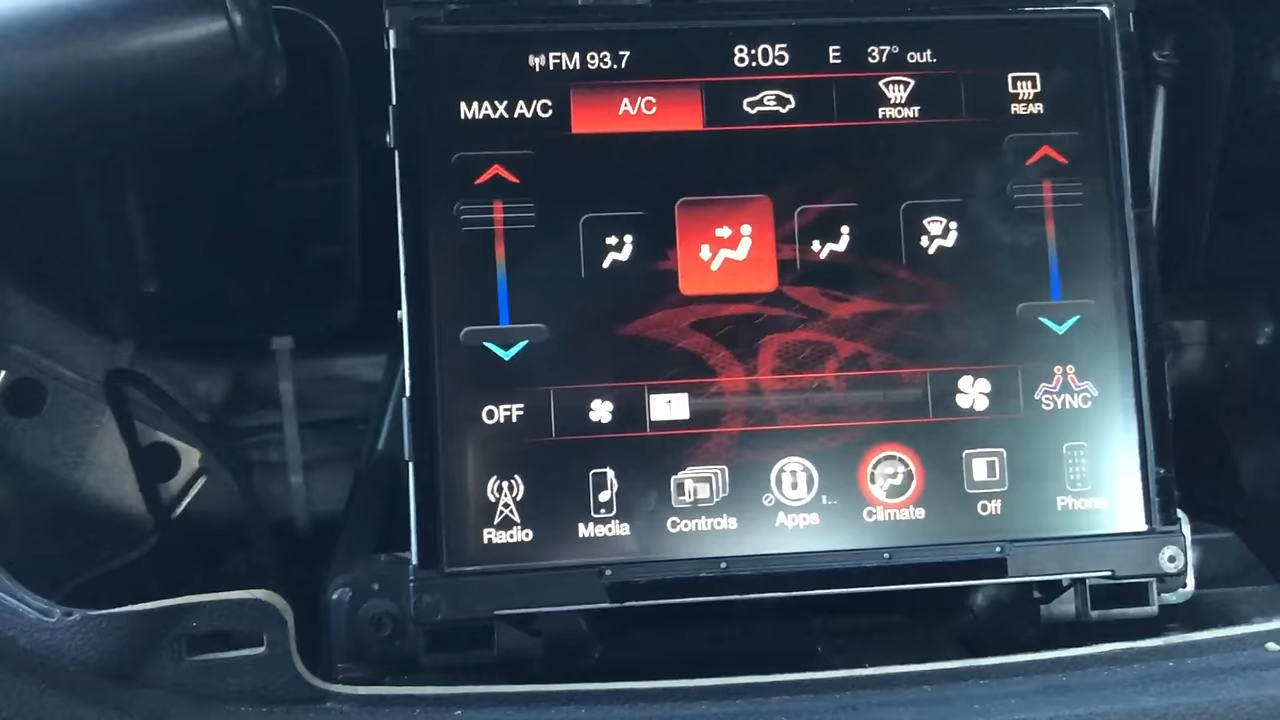 FM 93.7 8:05 E 37° out.
MAX A/C A/C FRONT REAR
OFF 1 SYNC
Radio Media Controls Apps Climate Off Phone